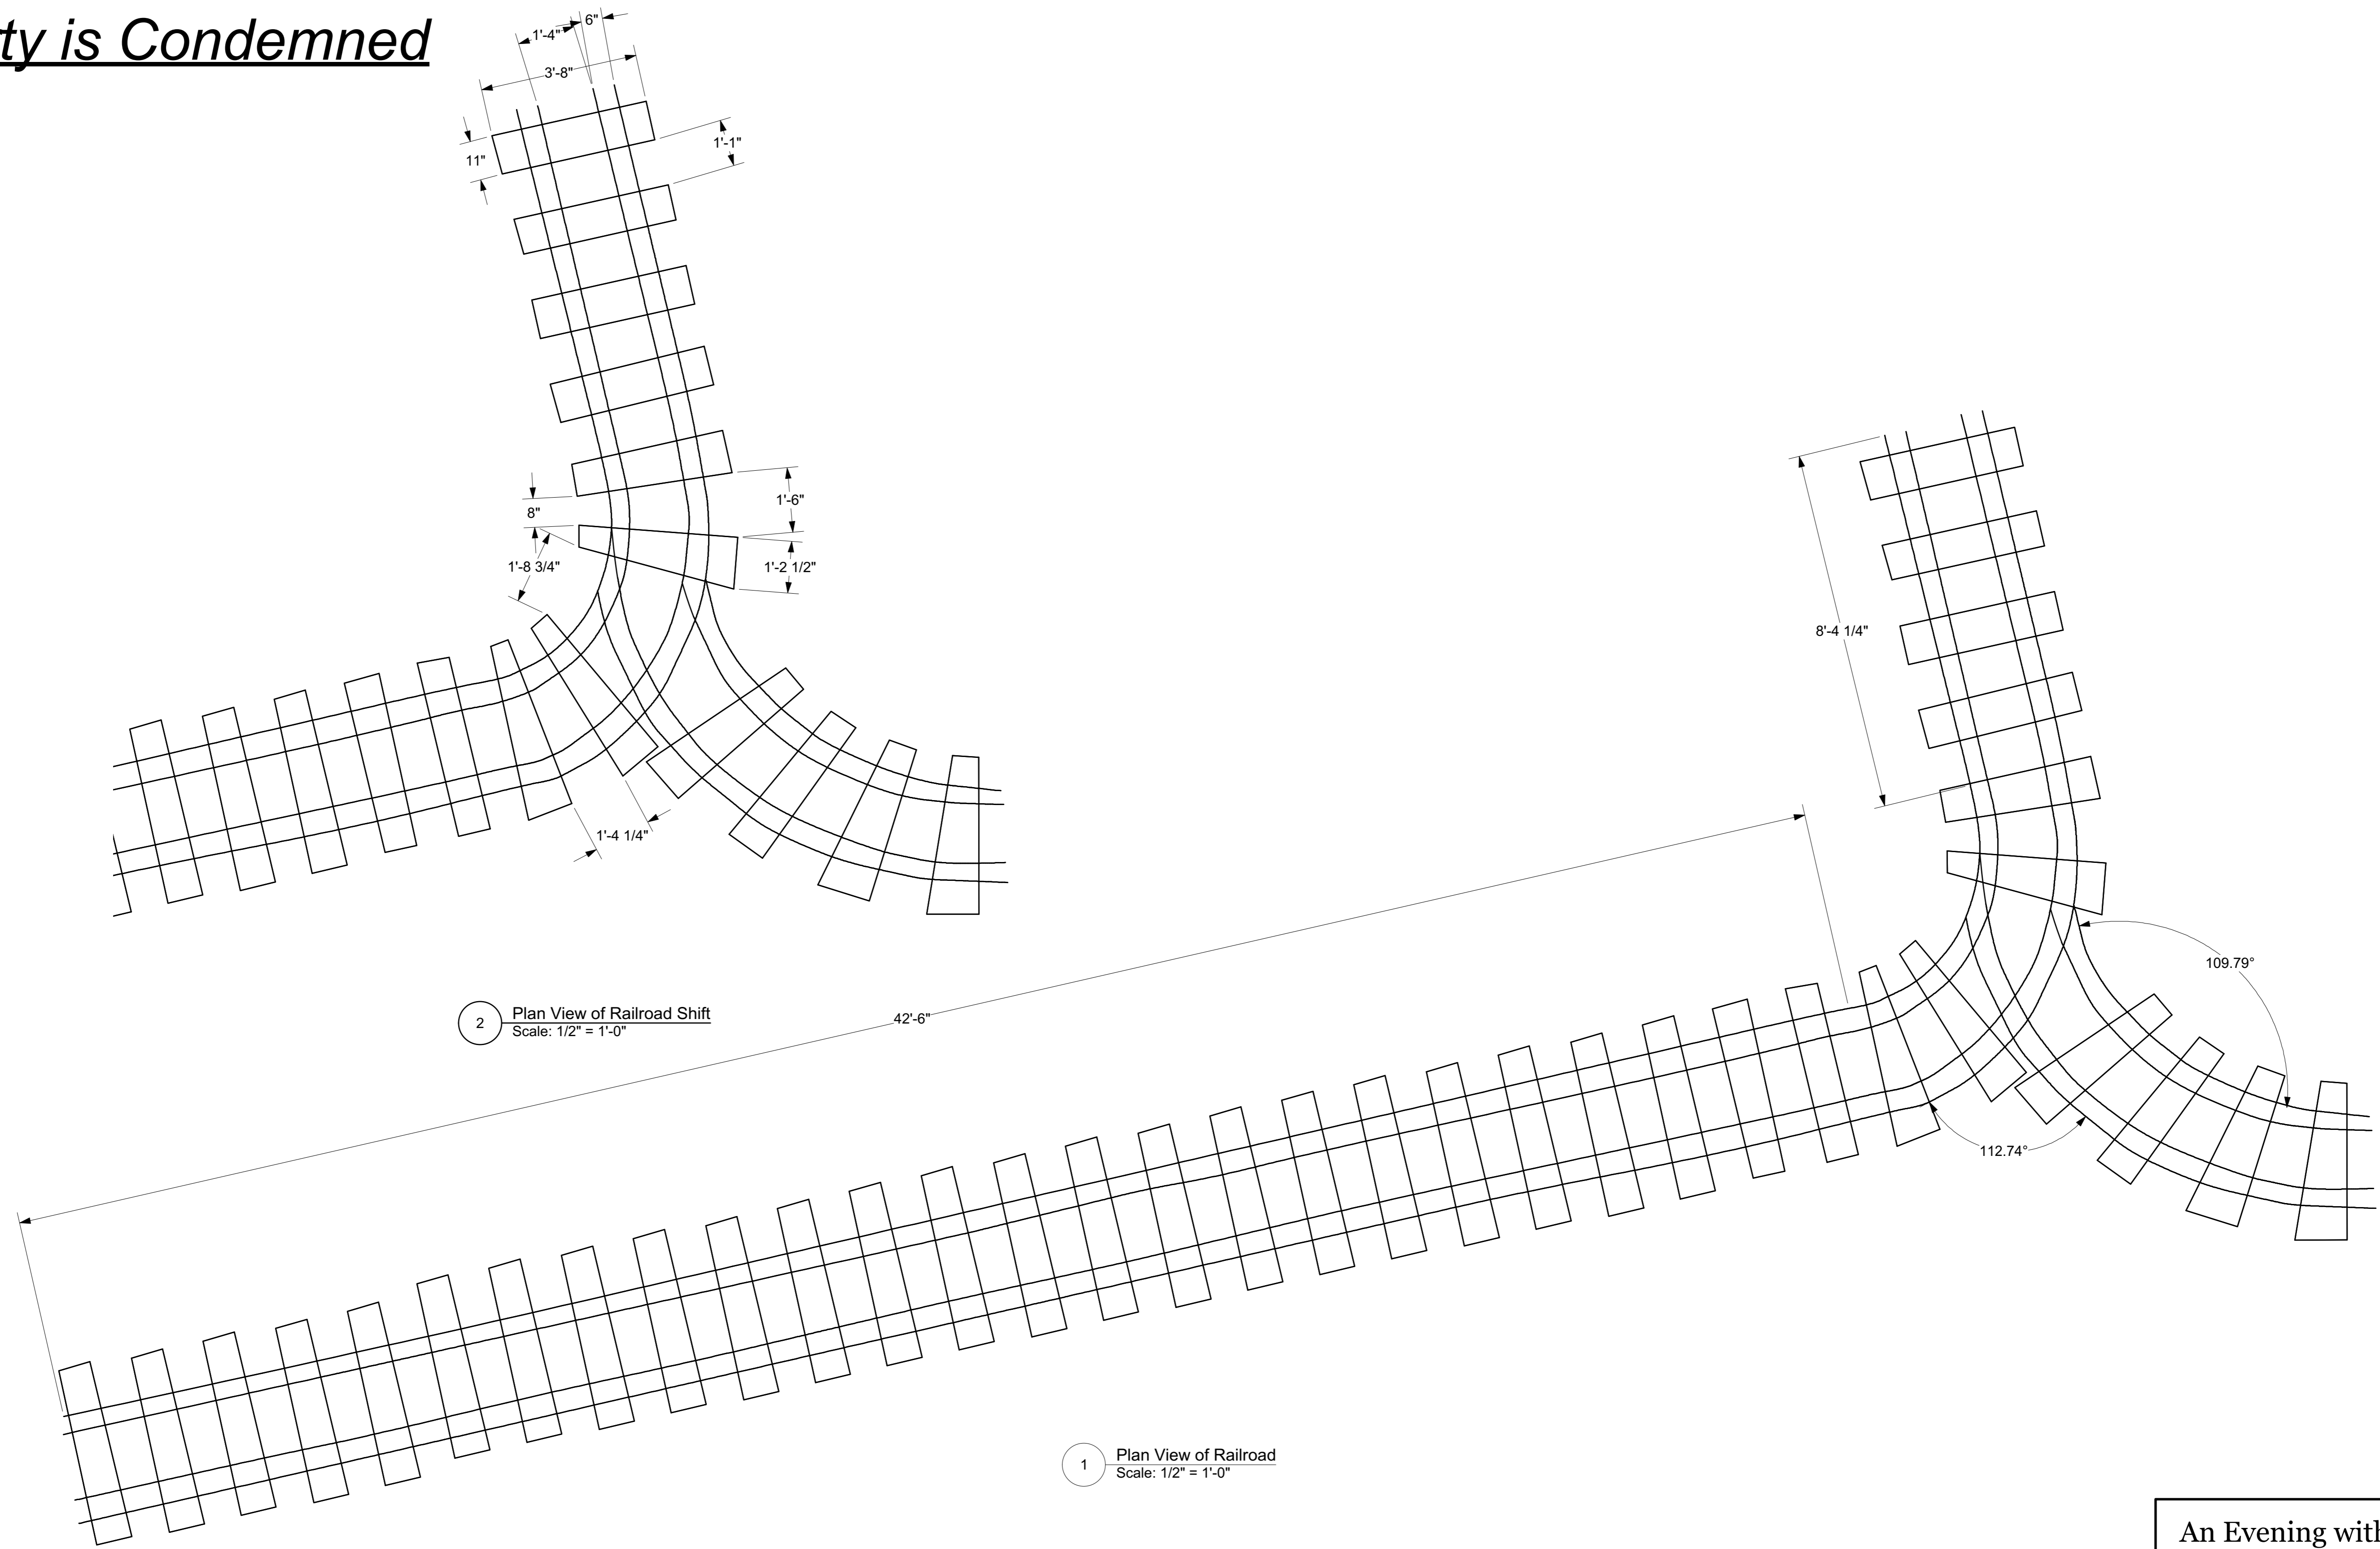 ty is Condemned
6"
1'-4"
3'-8"
1'-1"
11"
1'-6"
8"
1'-8 3/4"
1'-2 1/2"
1'-4 1/4"
8'-4 1/4"
109.79°
2
Plan View of Railroad Shift
Scale: 1/2" = 1'-0"
42'-6"
112.74°
1
Plan View of Railroad
Scale: 1/2" = 1'-0"
An Evening with